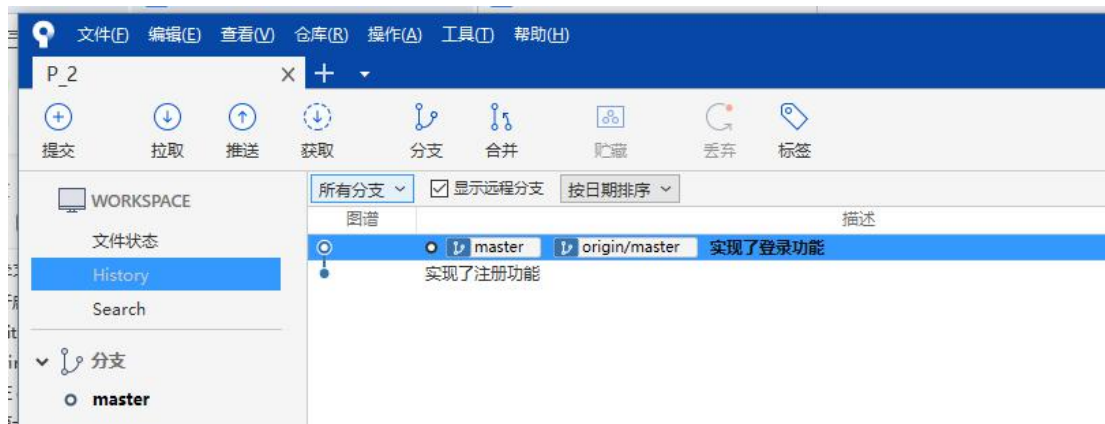 文件(F) 编辑(E) 查看(V) 仓库(R) 操作(A) 工具(T) 帮助(H)
P_2
提交 拉取 推送 获取 分支 合并 贮藏 丢弃 标签
WORKSPACE
文件状态
History
Search
分支
master
所有分支 显示远程分支 按日期排序
图谱 描述
master origin/master 实现了登录功能
实现了注册功能